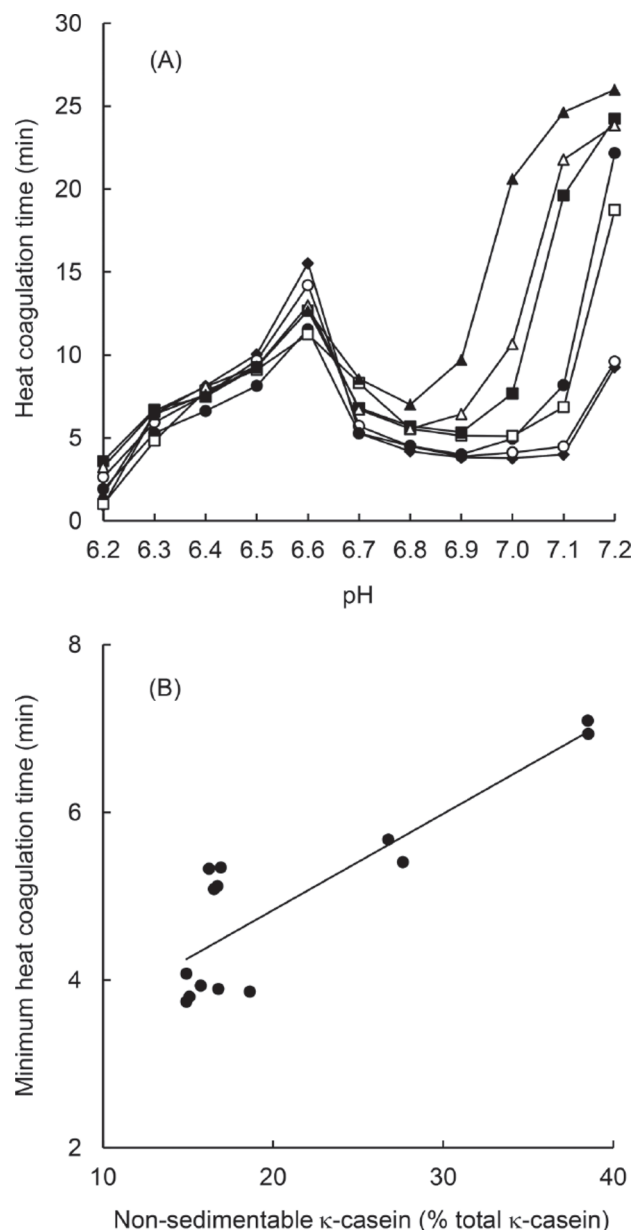 (A)
Heat coagulation time (min)
30
25
20
15
10
5
0
6.2 6.3 6.4 6.5 6.6 6.7 6.8 6.9 7.0 7.1 7.2
pH
(B)
Minimum heat coagulation time (min)
8
6
4
2
10 20 30 40
Non-sedimentable κ-casein (% total κ-casein)